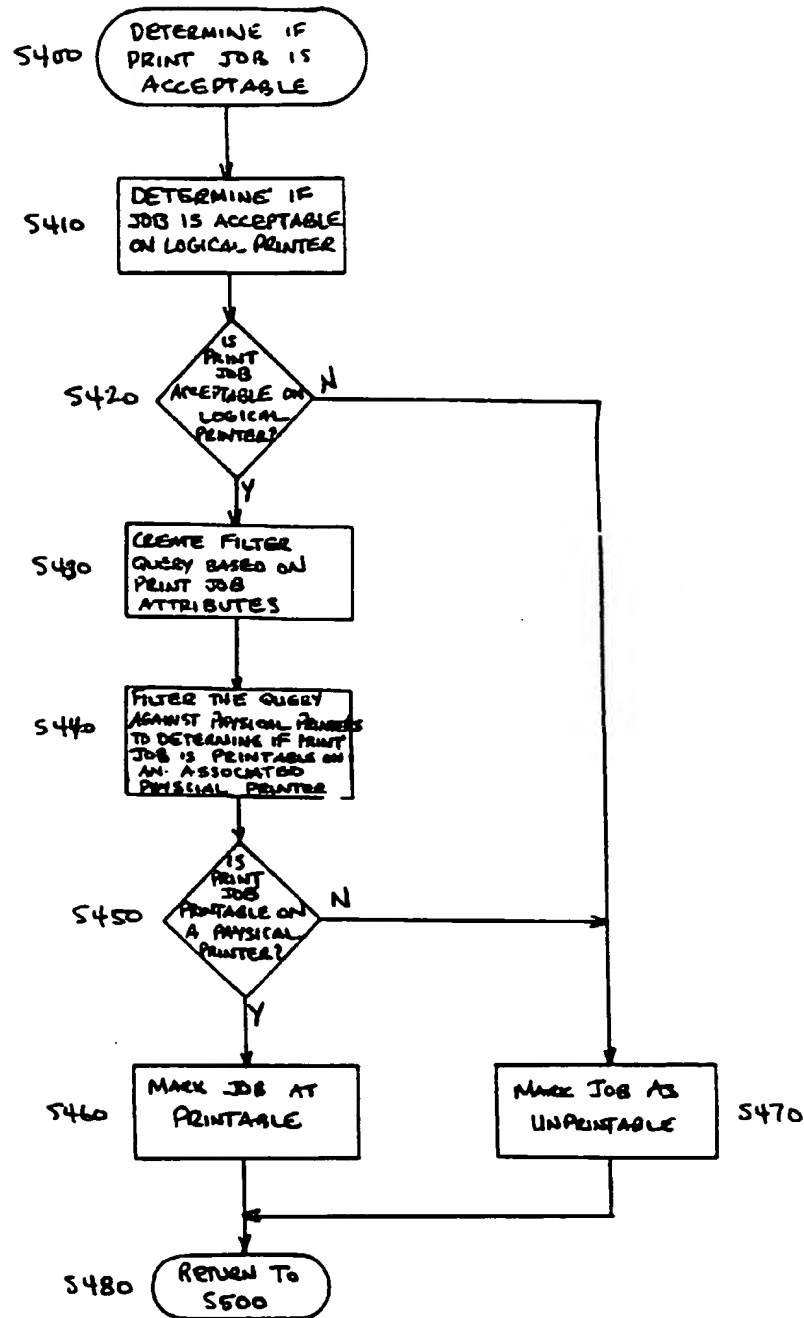 S400
DETERMINE IF
PRINT JOB IS
ACCEPTABLE
S410
DETERMINE IF
JOB IS ACCEPTABLE
ON LOGICAL PRINTER
S420
IS
PRINT
JOB
ACCEPTABLE ON
LOGICAL
PRINTER?
N
Y
S430
CREATE FILTER
QUERY BASED ON
PRINT JOB
ATTRIBUTES
S440
FILTER THE QUERY
AGAINST PHYSICAL PRINTERS
TO DETERMINE IF PRINT
JOB IS PRINTABLE ON
AN ASSOCIATED
PHYSCIAL PRINTER
S450
IS
PRINT
JOB
PRINTABLE ON
A PHYSICAL
PRINTER?
N
Y
S460
MARK JOB AT
PRINTABLE
MARK JOB AS
UNPRINTABLE
S470
S480
RETURN TO
S500